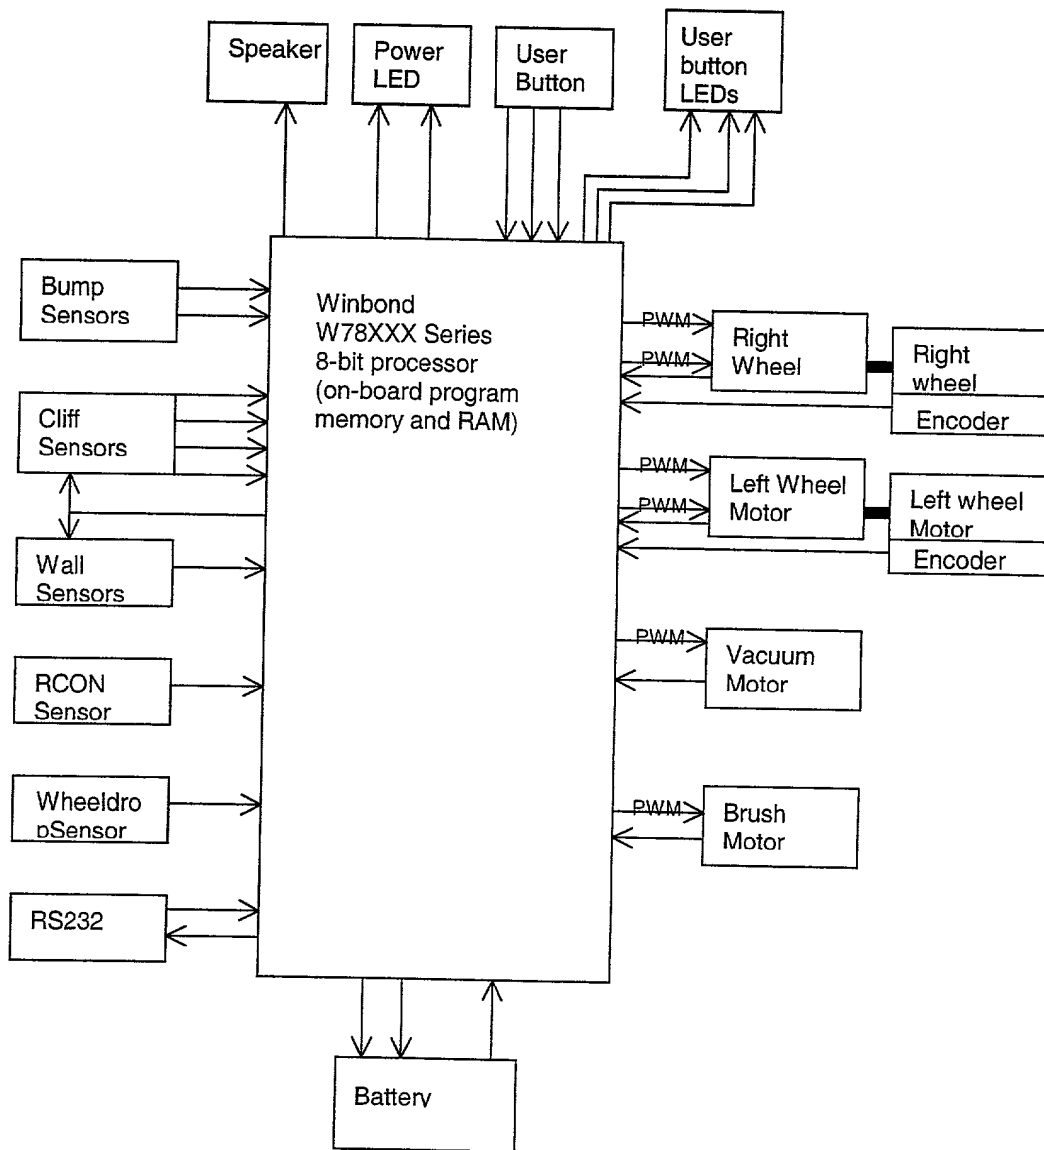 Speaker
Power
LED
User
Button
User
button
LEDs
Bump
Sensors
Winbond
W78XXX Series
8-bit processor
(on-board program
memory and RAM)
PWM
PWM
Right
Wheel
Right
wheel
Encoder
Cliff
Sensors
PWM
PWM
Left Wheel
Motor
Left wheel
Motor
Encoder
Wall
Sensors
PWM
Vacuum
Motor
RCON
Sensor
Wheeldro
pSensor
PWM
Brush
Motor
RS232
Battery